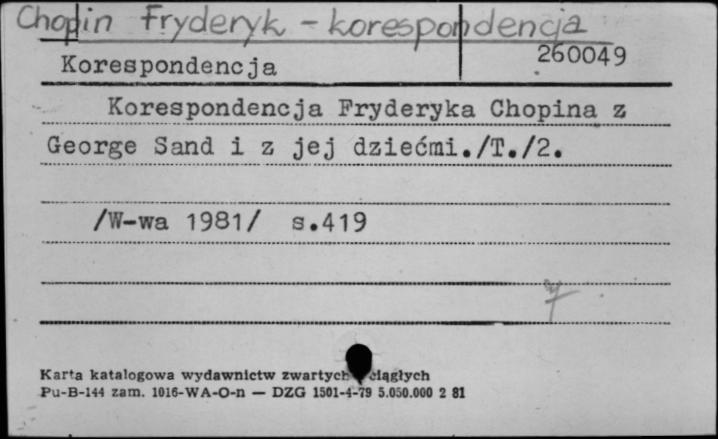 Chopin Fryderyk - korespondencja
260049
Korespondencja
Korespondencja Fryderyka Chopina z
George Sand i z jej dziećmi./T./2.
/W-wa 1981/ s.419
Karta katalogowa wydawnictw zwartych ciągłych
Pu-B-144 zam. 1016-WA-O-n — DZG 1501-4-79 5.050.000 2 81